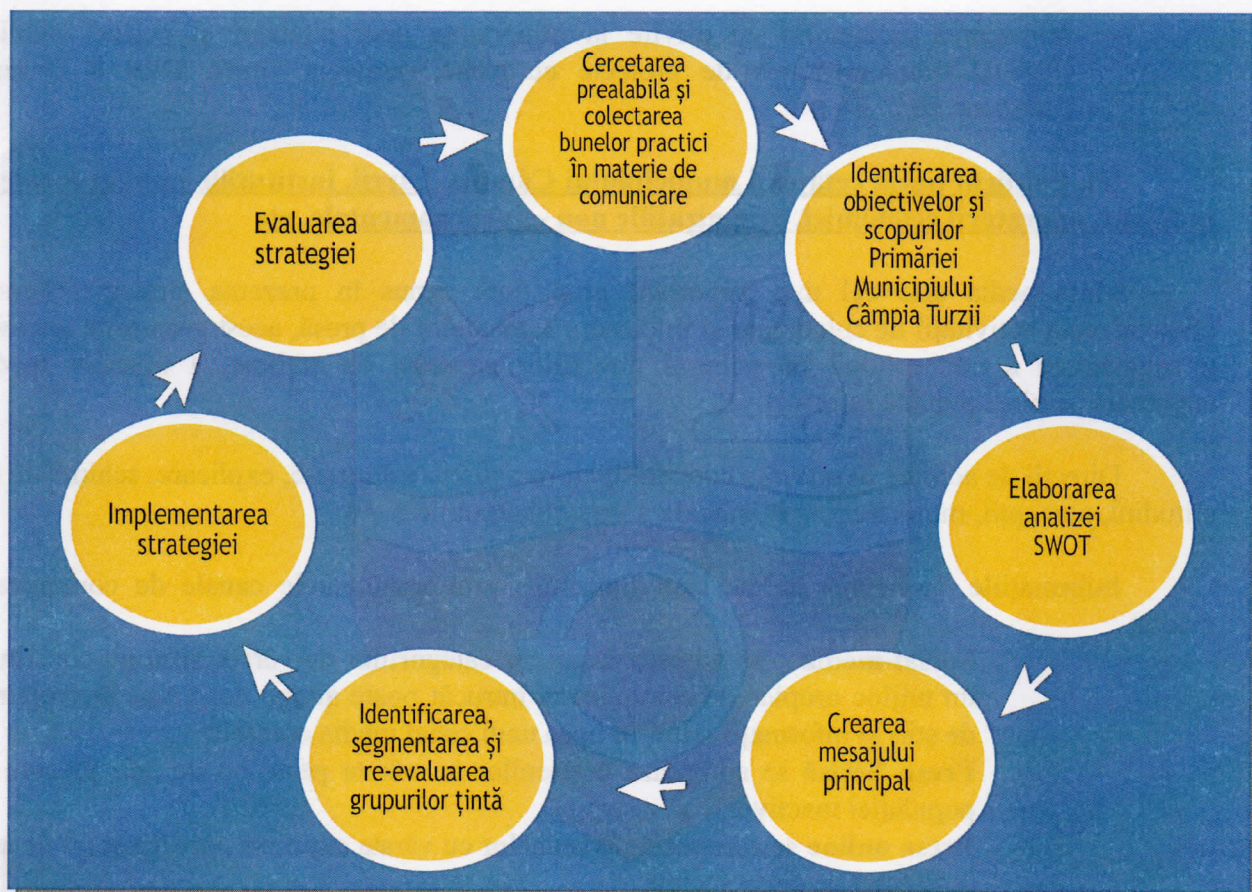 Cercetarea
prealabilă și
colectarea
bunelor practici
în materie de
comunicare
Identificarea
obiectivelor și
scopurilor
Primăriei
Municipiului
Câmpia Turzii
Elaborarea
analizei
SWOT
Crearea
mesajului
principal
Identificarea,
segmentarea și
re-evaluarea
grupurilor țintă
Implementarea
strategiei
Evaluarea
strategiei